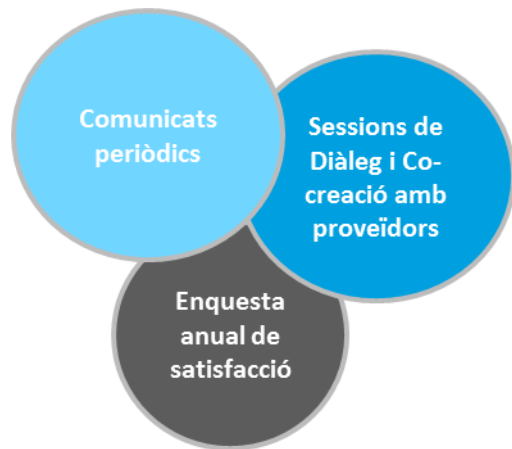 Comunicats
periòdics
Sessions de
Diàleg i Co-
creació amb
proveïdors
Enquesta
anual de
satisfacció